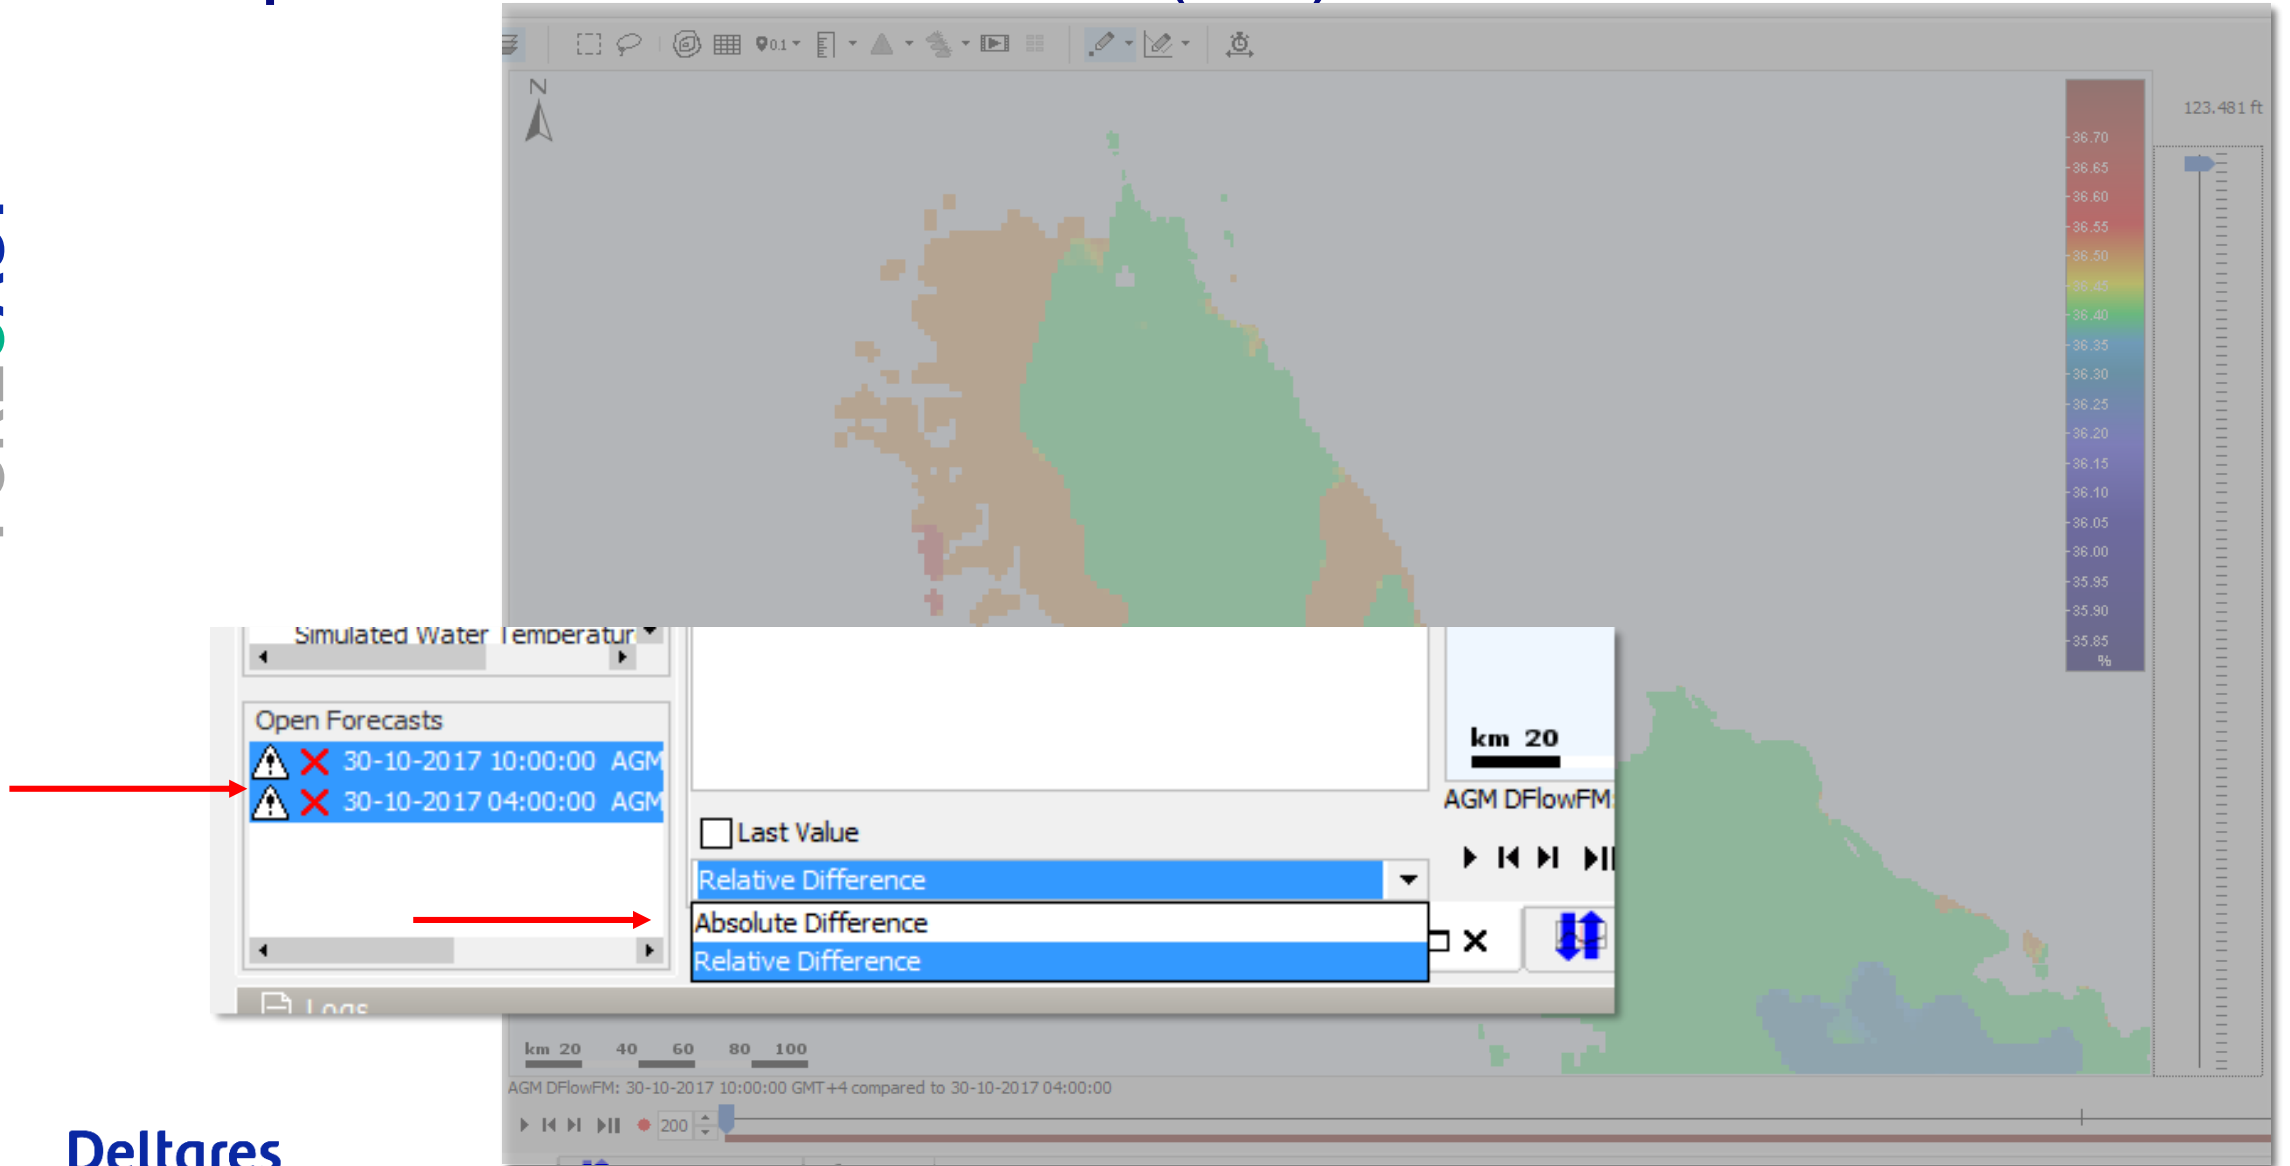 N
0.1
123.481 ft
36.70
36.65
36.60
36.55
36.50
36.45
36.40
36.35
36.30
36.25
36.20
36.15
36.10
36.05
36.00
35.95
35.90
35.85
%
Simulated Water Temperatur
Open Forecasts
30-10-2017 10:00:00 AGM
30-10-2017 04:00:00 AGM
Last Value
Relative Difference
Absolute Difference
Relative Difference
km 20
AGM DFlowFM:
Logs
km 20 40 60 80 100
AGM DFlowFM: 30-10-2017 10:00:00 GMT+4 compared to 30-10-2017 04:00:00
200
Deltares